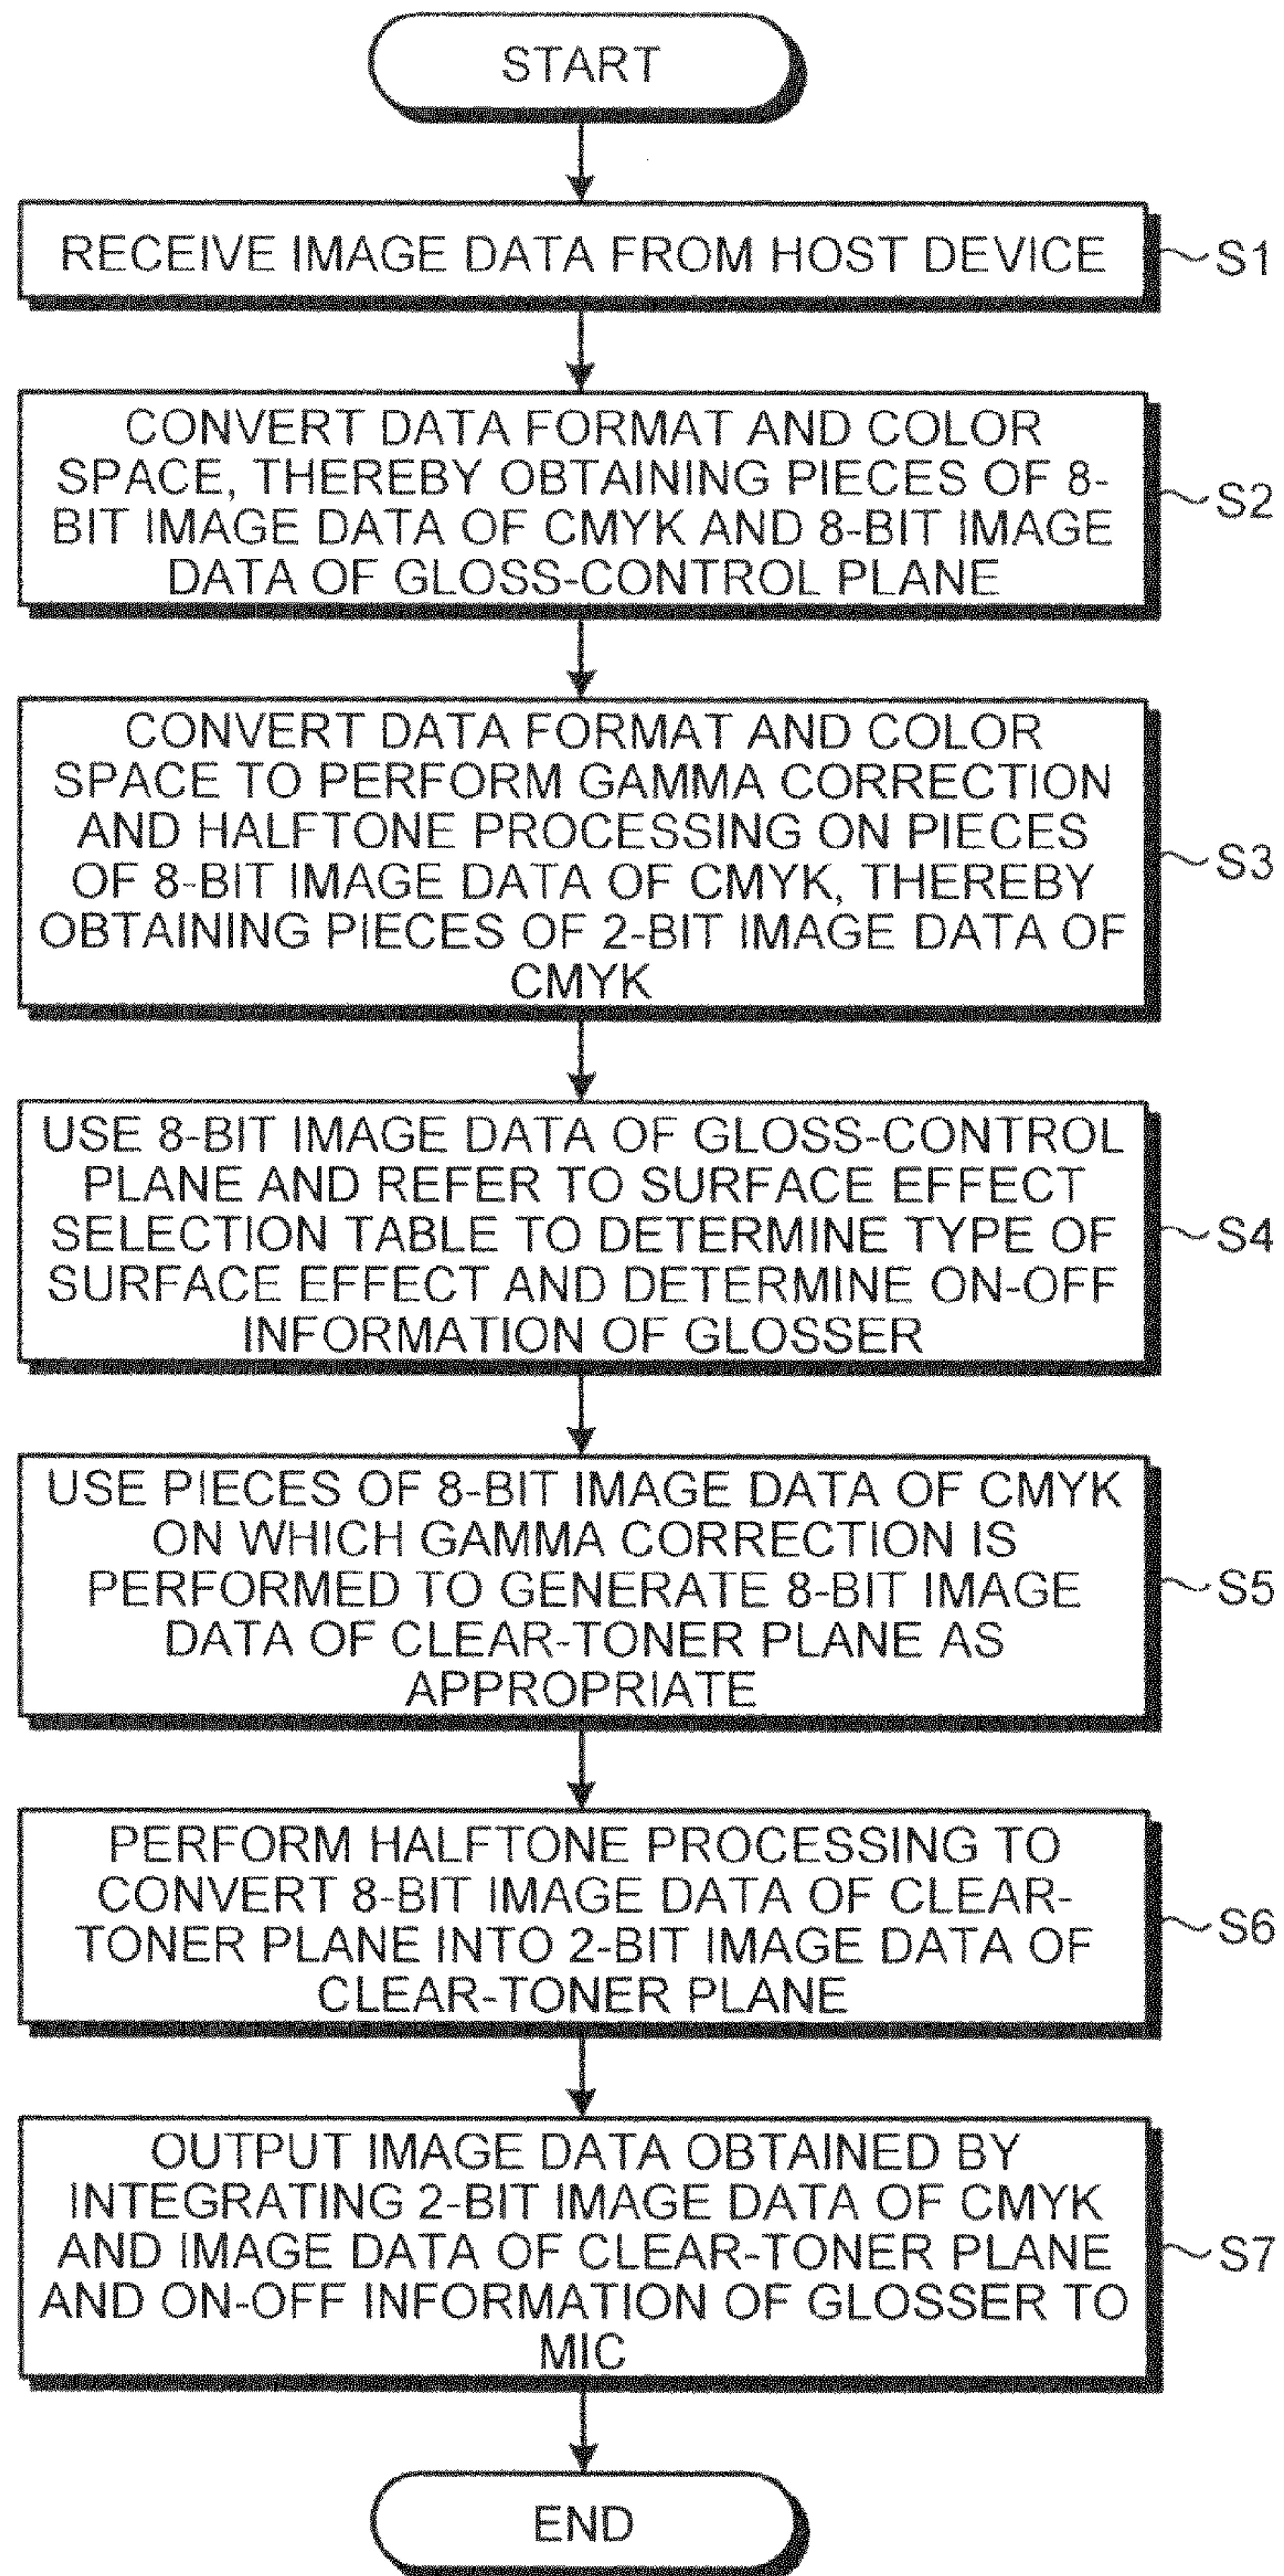 START
RECEIVE IMAGE DATA FROM HOST DEVICE
S1
CONVERT DATA FORMAT AND COLOR
SPACE, THEREBY OBTAINING PIECES OF 8-
BIT IMAGE DATA OF CMYK AND 8-BIT IMAGE
DATA OF GLOSS-CONTROL PLANE
S2
CONVERT DATA FORMAT AND COLOR
SPACE TO PERFORM GAMMA CORRECTION
AND HALFTONE PROCESSING ON PIECES
OF 8-BIT IMAGE DATA OF CMYK, THEREBY
OBTAINING PIECES OF 2-BIT IMAGE DATA OF
CMYK
S3
USE 8-BIT IMAGE DATA OF GLOSS-CONTROL
PLANE AND REFER TO SURFACE EFFECT
SELECTION TABLE TO DETERMINE TYPE OF
SURFACE EFFECT AND DETERMINE ON-OFF
INFORMATION OF GLOSSER
S4
USE PIECES OF 8-BIT IMAGE DATA OF CMYK
ON WHICH GAMMA CORRECTION IS
PERFORMED TO GENERATE 8-BIT IMAGE
DATA OF CLEAR-TONER PLANE AS
APPROPRIATE
S5
PERFORM HALFTONE PROCESSING TO
CONVERT 8-BIT IMAGE DATA OF CLEAR-
TONER PLANE INTO 2-BIT IMAGE DATA OF
CLEAR-TONER PLANE
S6
OUTPUT IMAGE DATA OBTAINED BY
INTEGRATING 2-BIT IMAGE DATA OF CMYK
AND IMAGE DATA OF CLEAR-TONER PLANE
AND ON-OFF INFORMATION OF GLOSSER TO
MIC
S7
END